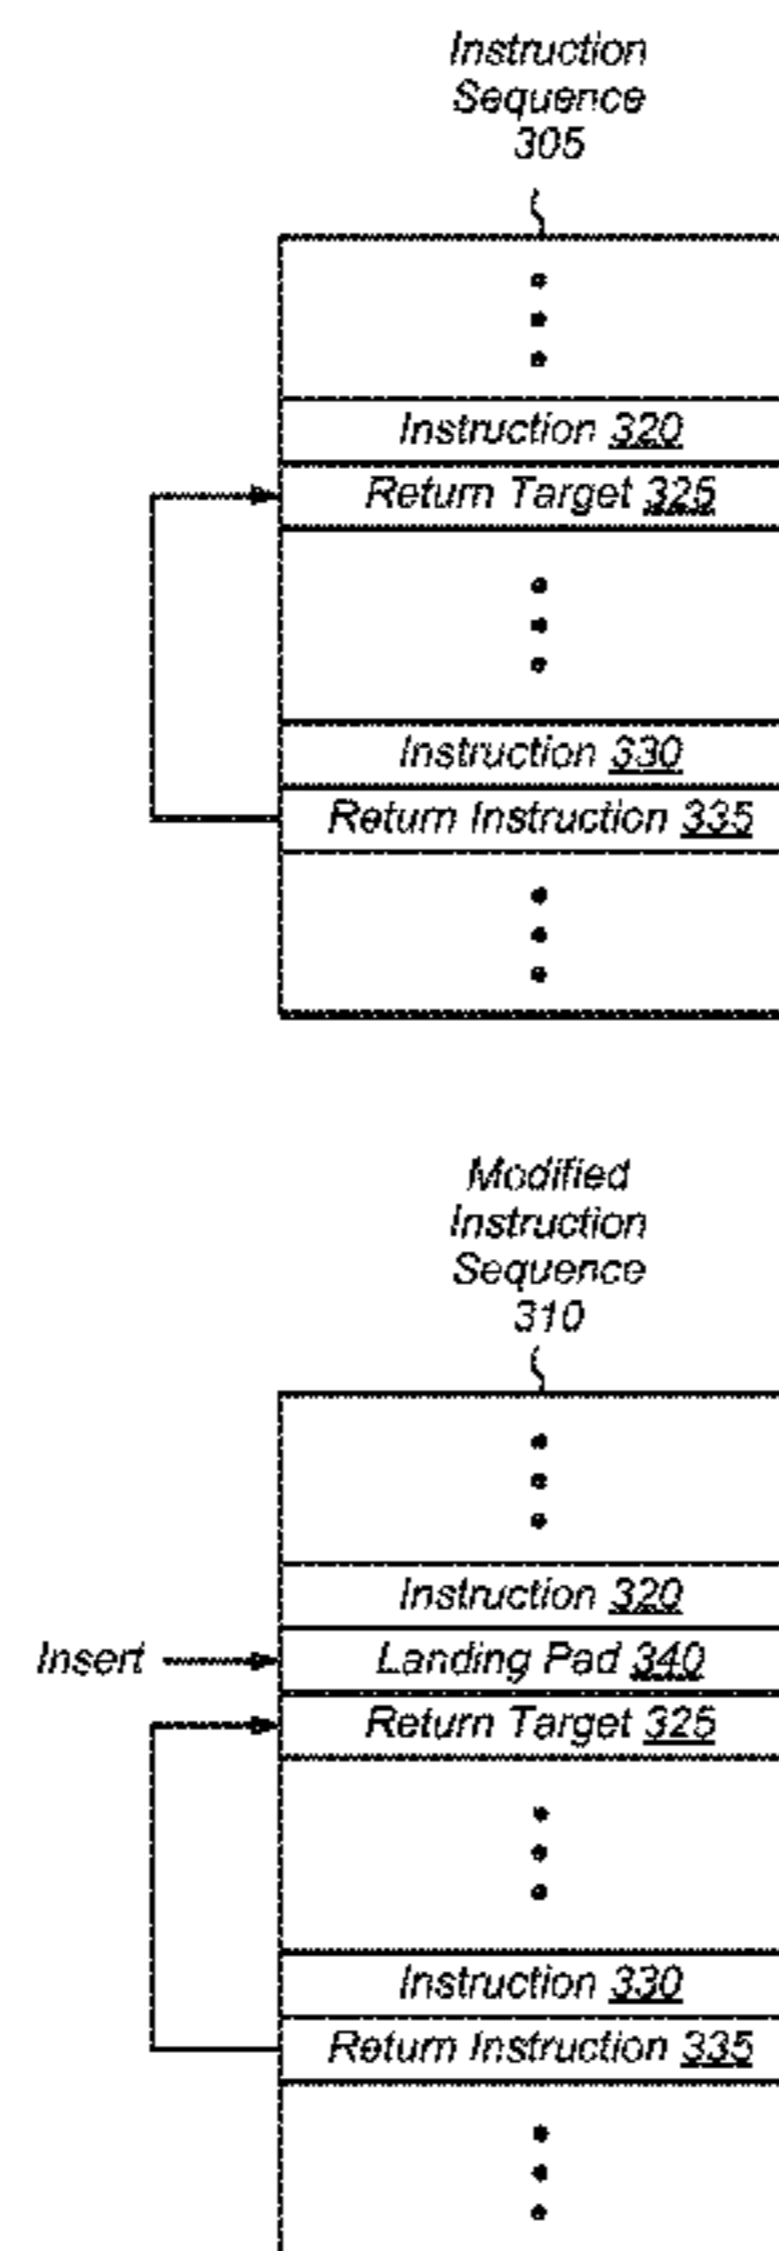 Instruction
Sequence
305
Instruction 320
Return Target 325
Instruction 330
Return Instruction 335
Modified
Instruction
Sequence
310
Instruction 320
Insert
Landing Pad 340
Return Target 325
Instruction 330
Return Instruction 335